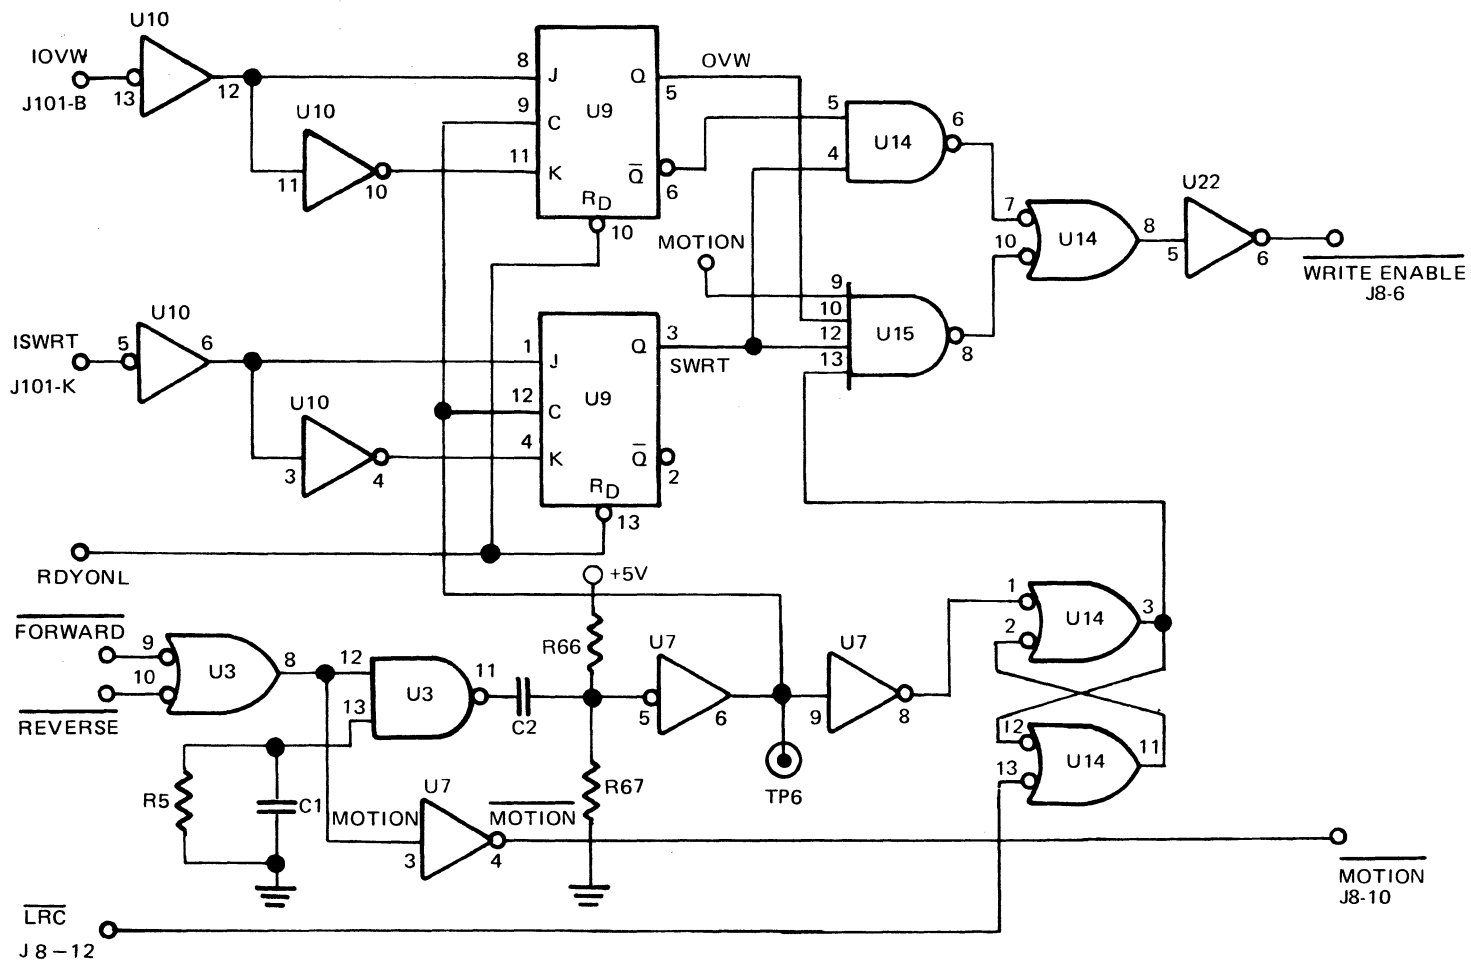 U10
IOVW
J101-B
13
12
U10
11
10
8
J
9
C
11
K
U9
Q
5
Q̅
6
RD
10
OVW
5
4
U14
6
MOTION
7
10
U14
8
U22
5
6
WRITE ENABLE
J8-6
9
10
12
13
U15
8
ISWRT
J101-K
U10
5
6
U10
3
4
1
J
12
C
4
K
U9
Q
3
SWRT
Q̅
2
RD
13
RDYONL
+5V
R66
FORWARD
9
10
REVERSE
U3
8
12
13
U3
11
C2
U7
5
6
U7
9
8
1
2
U14
3
12
13
U14
11
R67
TP6
R5
C1
MOTION
U7
3
4
MOTION
MOTION
J8-10
LRC
J8-12